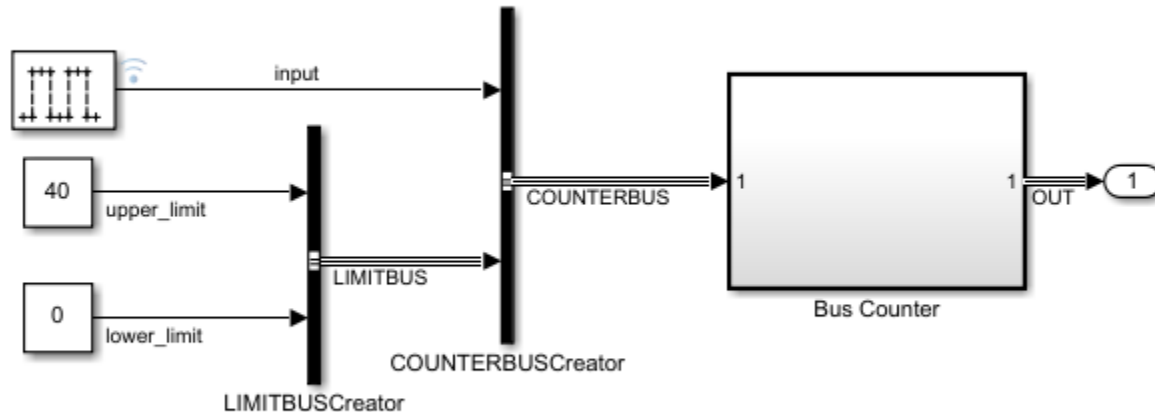 input
40
upper_limit
LIMITBUS
0
lower_limit
LIMITBUSCreator
COUNTERBUS
COUNTERBUSCreator
1
1
Bus Counter
OUT
1